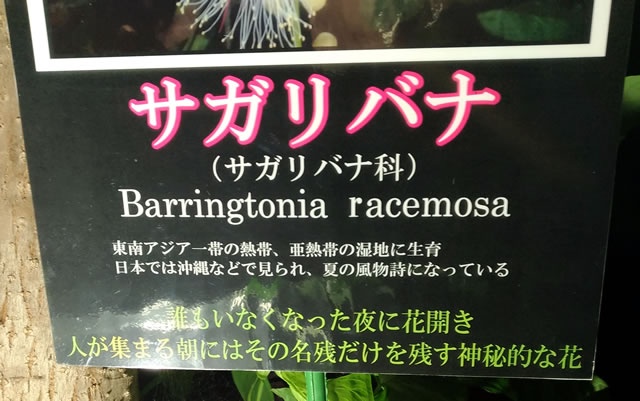 サガリバナ
（サガリバナ科）
Barringtonia racemosa
東南アジア一帯の熱帯、亜熱帯の湿地に生育
日本では沖縄などで見られ、夏の風物詩になっている
誰もいなくなった夜に花開き
人が集まる朝にはその名残だけを残す神秘的な花